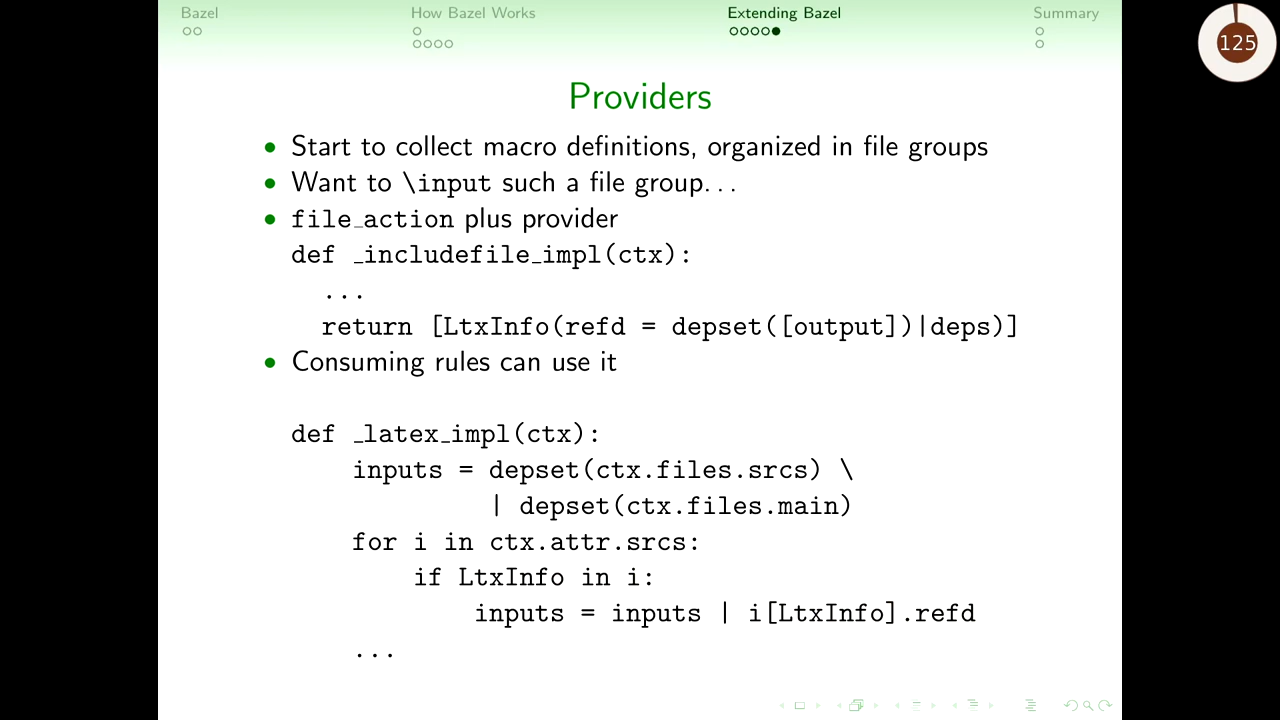 Bazel
How Bazel Works
Extending Bazel
Summary
125
Providers
• Start to collect macro definitions, organized in file groups
• Want to \input such a file group...
• file_action plus provider
def _includefile_impl(ctx):
...
return [LtxInfo(refd = depset([output])|deps)]
• Consuming rules can use it
def _latex_impl(ctx):
inputs = depset(ctx.files.srcs) \
| depset(ctx.files.main)
for i in ctx.attr.srcs:
if LtxInfo in i:
inputs = inputs | i[LtxInfo].refd
...